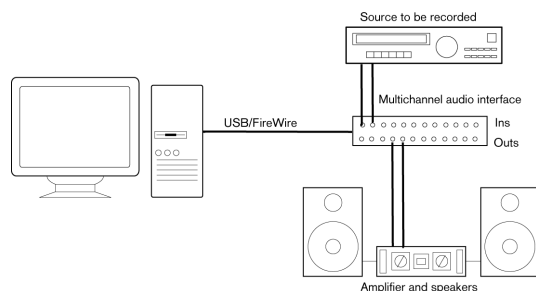 Source to be recorded
Multichannel audio interface
USB/FireWire
Ins
Outs
Amplifier and speakers